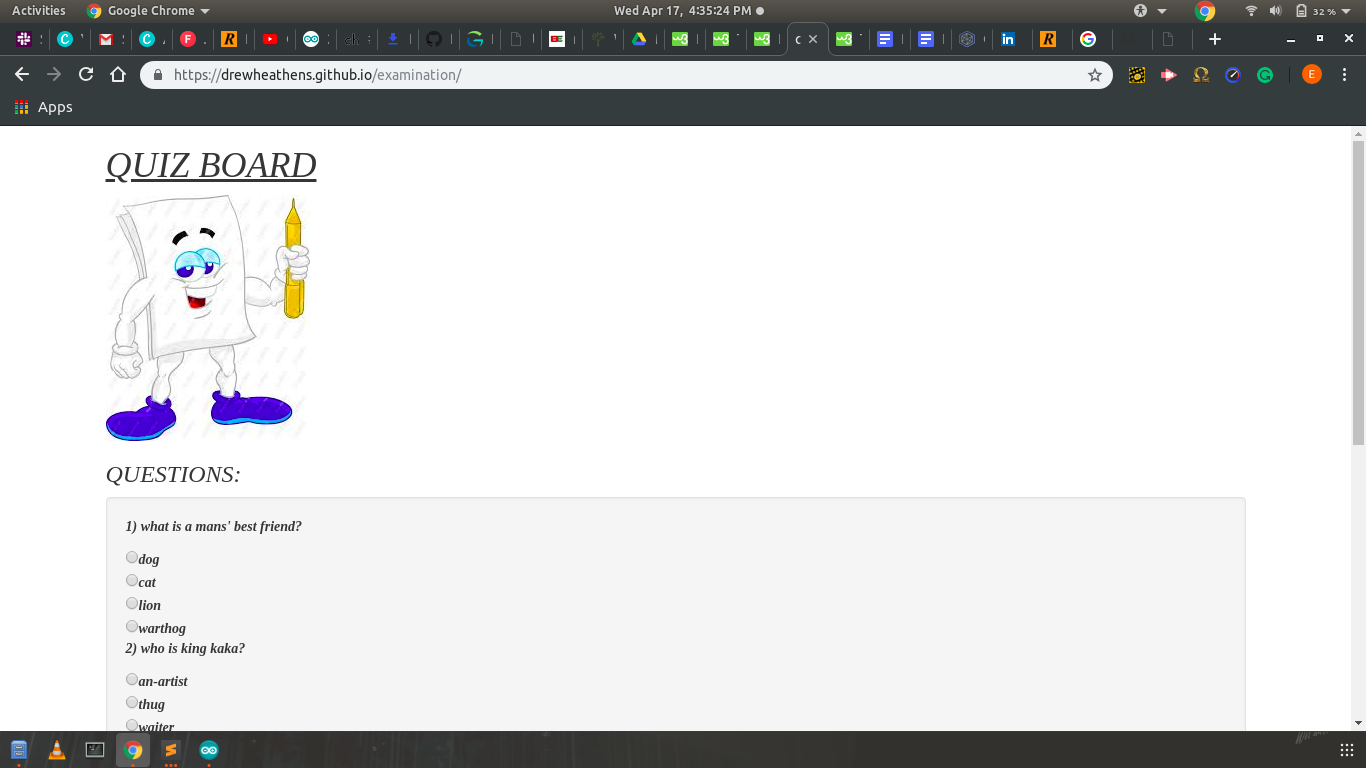 Activities
Google Chrome
Wed Apr 17, 4:35:24 PM
32 %
https://drewheathens.github.io/examination/
E
Apps
QUIZ BOARD
QUESTIONS:
1) what is a mans' best friend?
dog
cat
lion
warthog
2) who is king kaka?
an-artist
thug
waiter